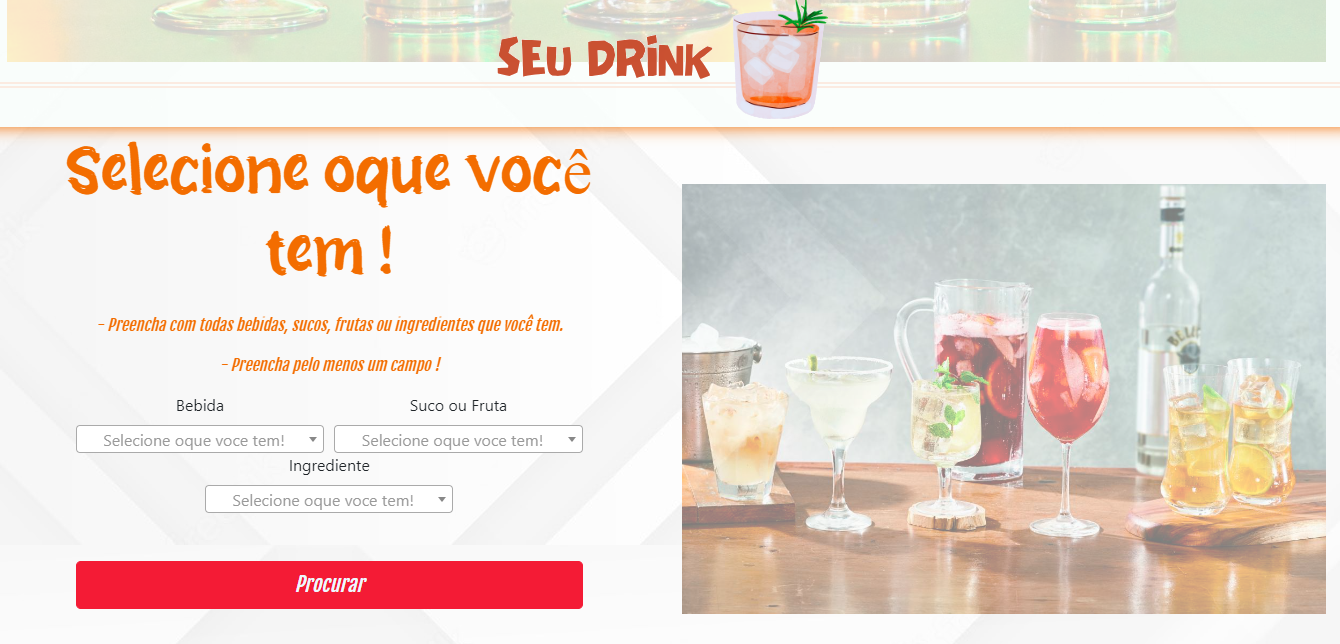 SEU DRiNK
Selecione oque você
tem !
- Preencha com todas bebidas, sucos, frutas ou ingredientes que você tem.
- Preencha pelo menos um campo !
Bebida
Suco ou Fruta
Selecione oque voce tem!
Selecione oque voce tem!
Ingrediente
Selecione oque voce tem!
Procurar